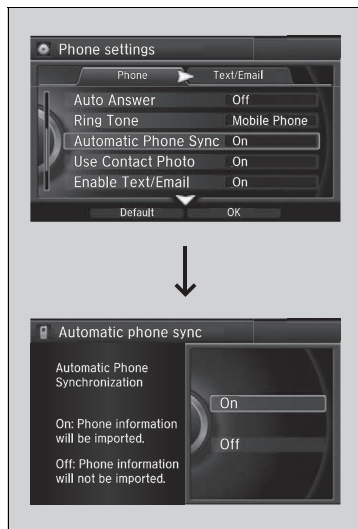 Phone settings
Phone Text/Email
Auto Answer Off
Ring Tone Mobile Phone
Automatic Phone Sync On
Use Contact Photo On
Enable Text/Email On
Default OK
Automatic phone sync
Automatic Phone
Synchronization
On: Phone information
will be imported.
Off: Phone information
will not be imported.
On
Off